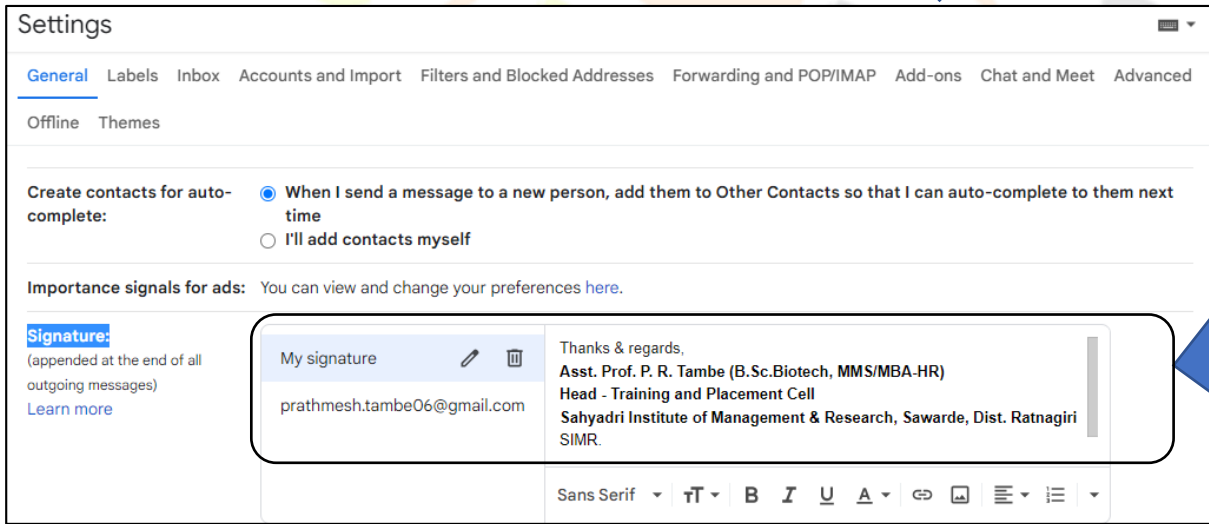 Settings
General Labels Inbox Accounts and Import Filters and Blocked Addresses Forwarding and POP/IMAP Add-ons Chat and Meet Advanced
Offline Themes
Create contacts for auto-
complete:
When I send a message to a new person, add them to Other Contacts so that I can auto-complete to them next
time
I'll add contacts myself
Importance signals for ads: You can view and change your preferences here.
Signature:
(appended at the end of all
outgoing messages)
Learn more
My signature
prathmesh.tambe06@gmail.com
Thanks & regards,
Asst. Prof. P. R. Tambe (B.Sc.Biotech, MMS/MBA-HR)
Head - Training and Placement Cell
Sahyadri Institute of Management & Research, Sawarde, Dist. Ratnagiri
SIMR.
Sans Serif TT B I U A